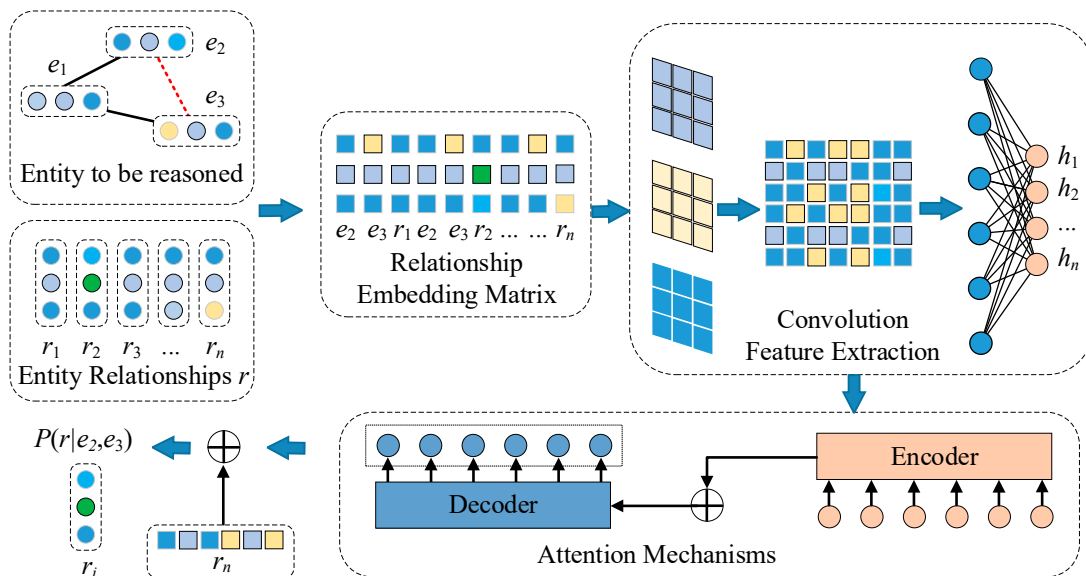 e1
e2
e3
Entity to be reasoned
r1 r2 r3 ... rn
Entity Relationships r
e2 e3 r1 e2 e3 r2 ... ... rn
Relationship
Embedding Matrix
Convolution
Feature Extraction
h1
h2
...
hn
Encoder
Decoder
Attention Mechanisms
P(r|e2,e3)
ri
rn